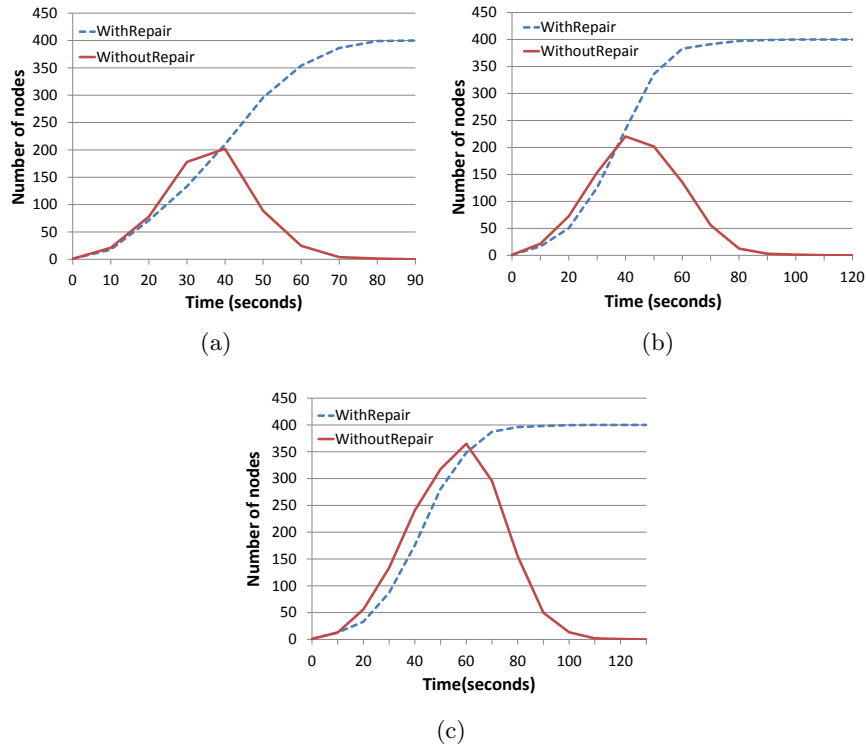 450
400
350
300
250
200
150
100
50
0
Number of nodes
WithRepair
WithoutRepair
0 10 20 30 40 50 60 70 80 90
Time (seconds)
(a)
450
400
350
300
250
200
150
100
50
0
Number of nodes
WithRepair
WithoutRepair
0 20 40 60 80 100 120
Time (seconds)
(b)
450
400
350
300
250
200
150
100
50
0
Number of nodes
WithRepair
WithoutRepair
0 20 40 60 80 100 120
Time(seconds)
(c)